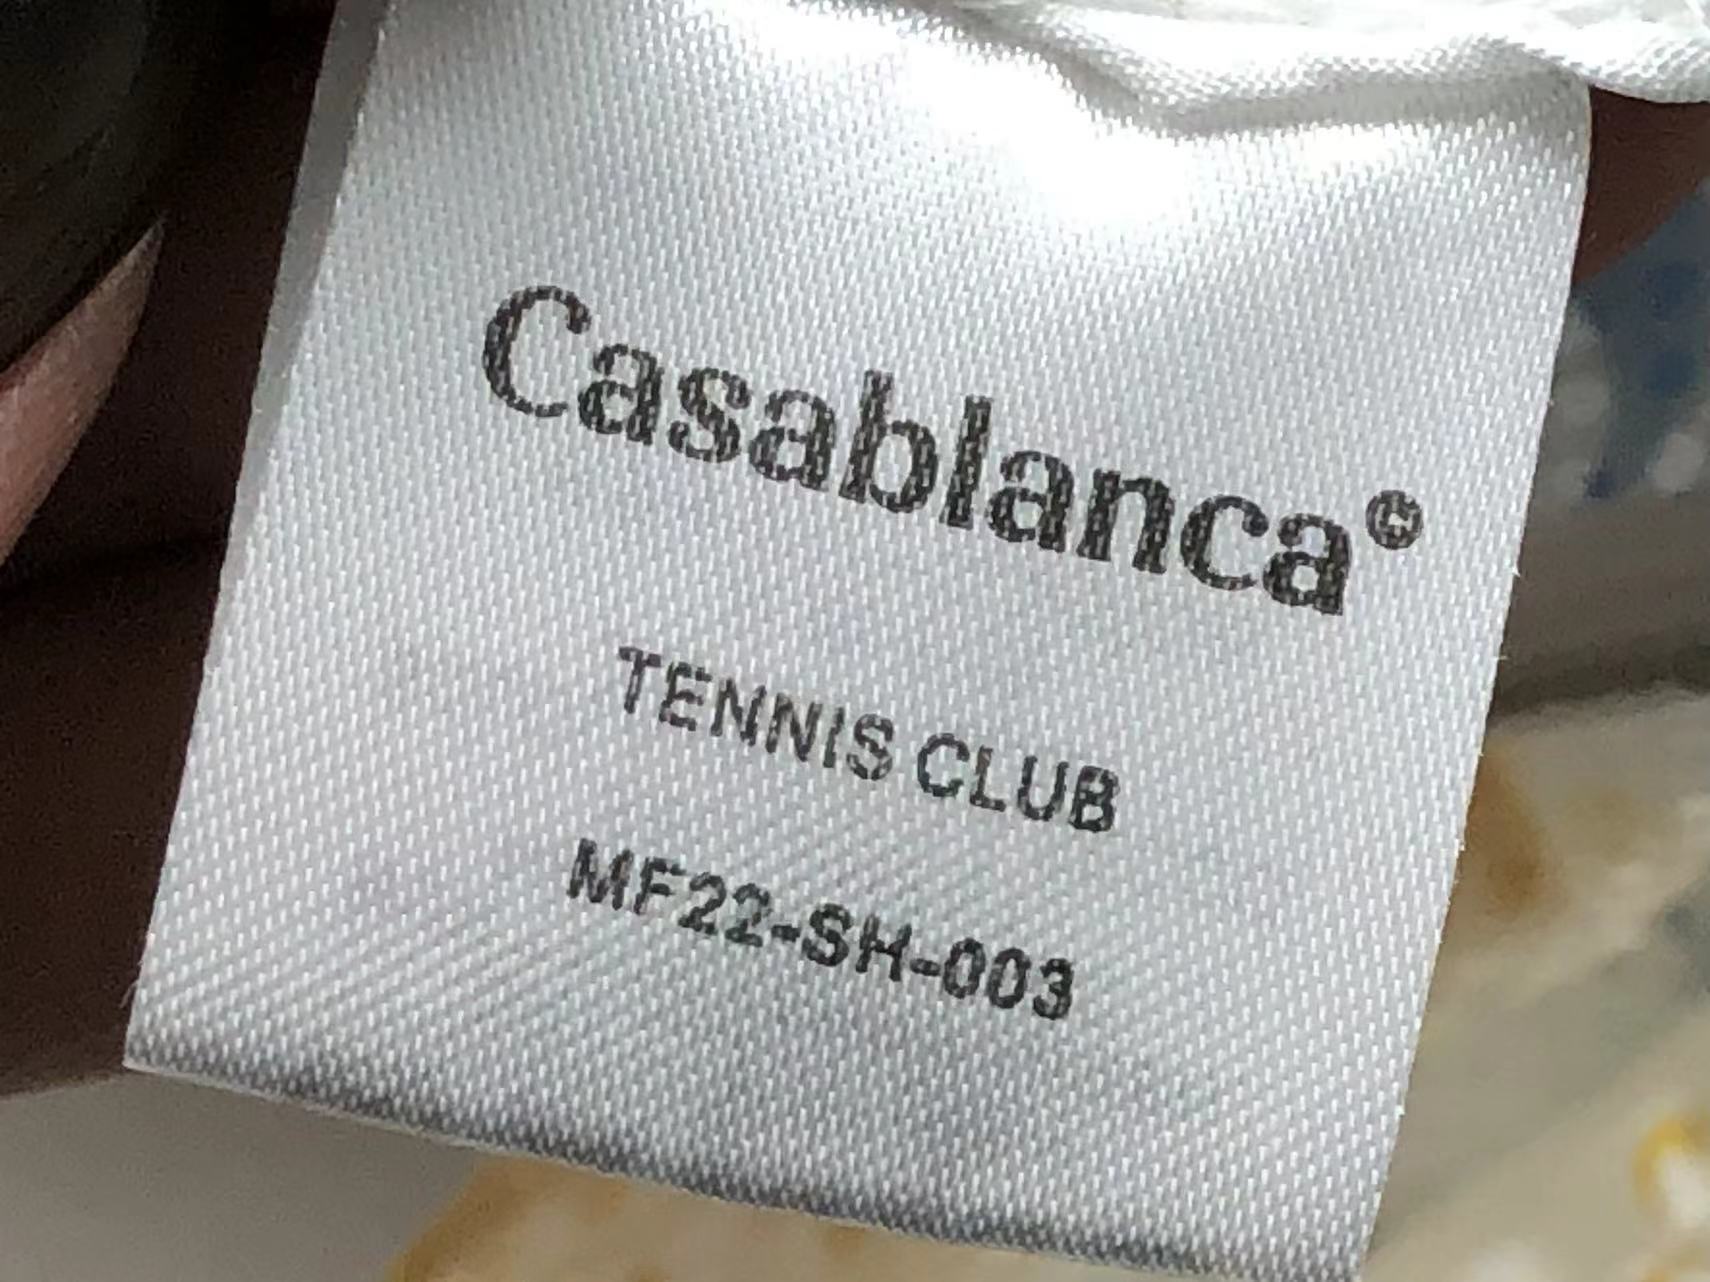 Casablanca©
TENNIS CLUB
MF22-SH-003